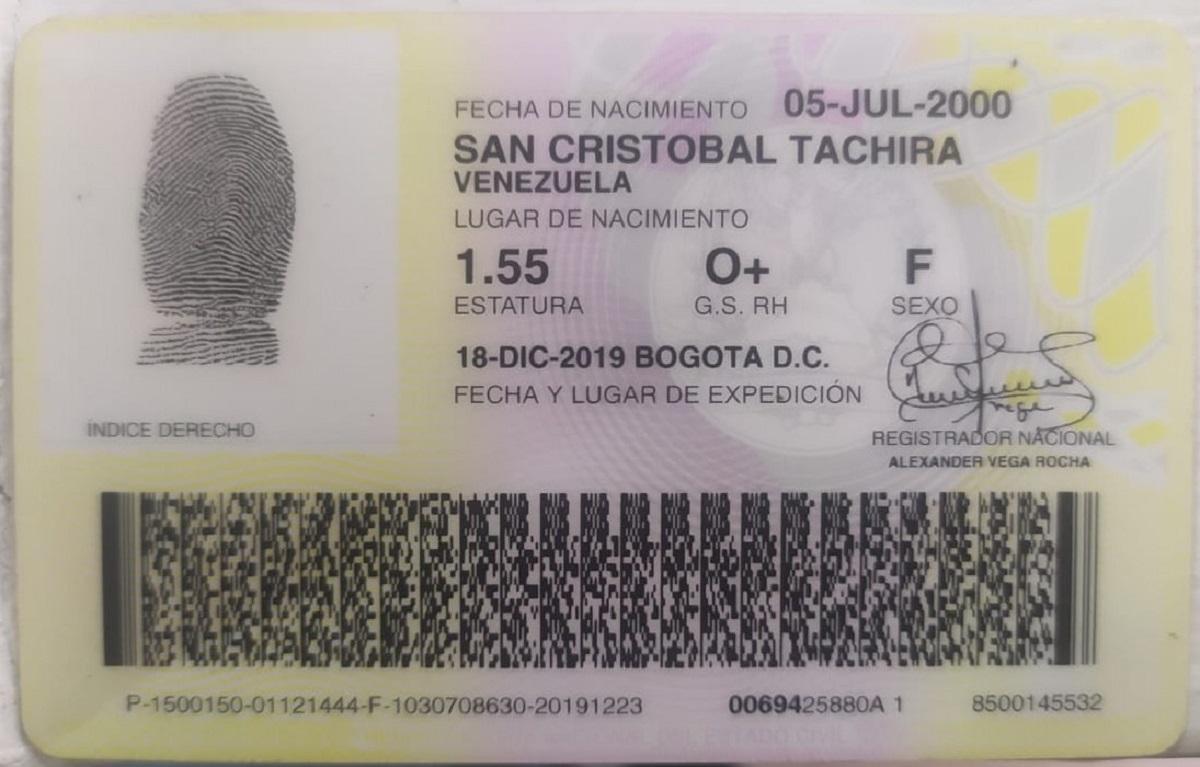 FECHA DE NACIMIENTO 05-JUL-2000
SAN CRISTOBAL TACHIRA
VENEZUELA
LUGAR DE NACIMIENTO
1.55 O+ F
ESTATURA G.S. RH SEXO
18-DIC-2019 BOGOTA D.C.
FECHA Y LUGAR DE EXPEDICIÓN
ÍNDICE DERECHO
REGISTRADOR NACIONAL
ALEXANDER VEGA ROCHA
P-1500150-01121444-F-1030708630-20191223 0069425880A 1 8500145532